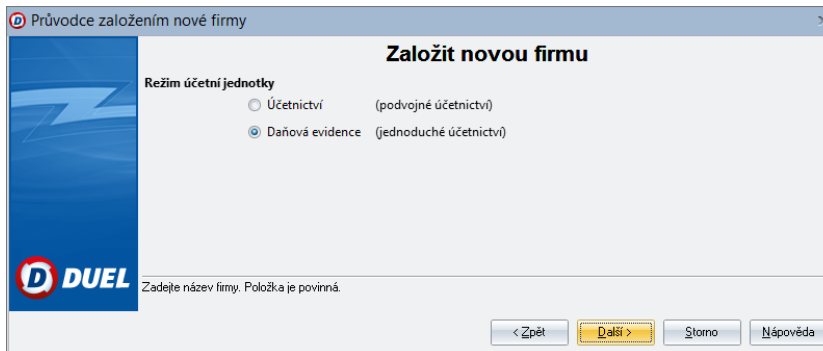 Průvodce založením nové firmy
Založit novou firmu
Režim účetní jednotky
Účetnictví (podvojné účetnictví)
Daňová evidence (jednoduché účetnictví)
DUEL
Zadejte název firmy. Položka je povinná.
< Zpět Další > Storno Nápověda